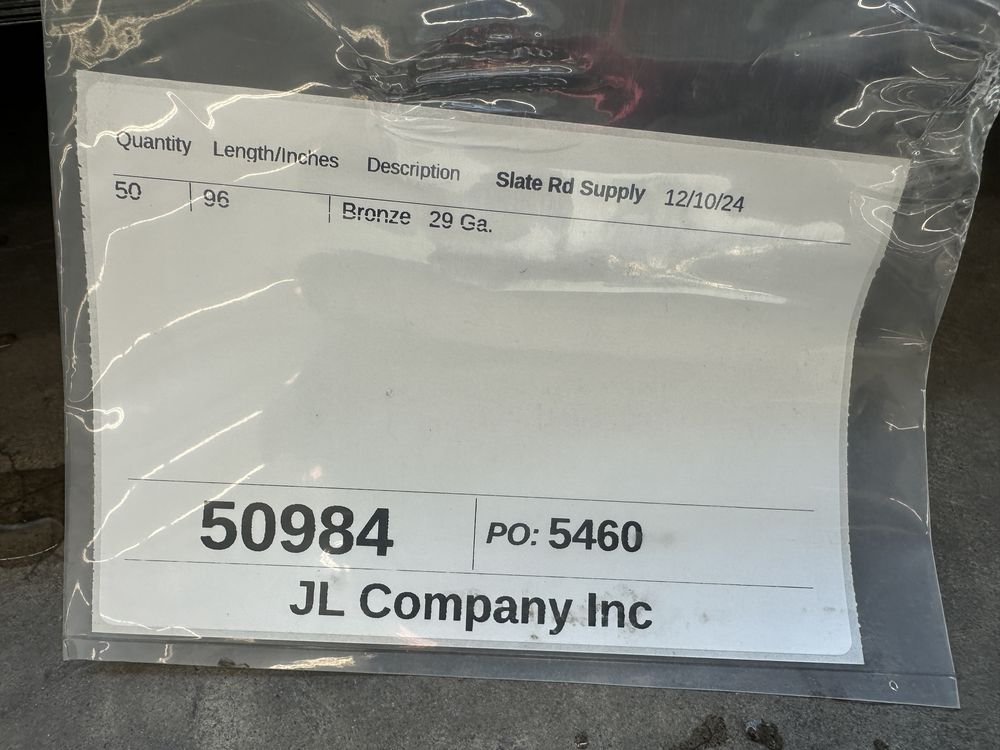 Quantity Length/Inches Description Slate Rd Supply 12/10/24
50 96 Bronze 29 Ga.
50984 PO: 5460
JL Company Inc